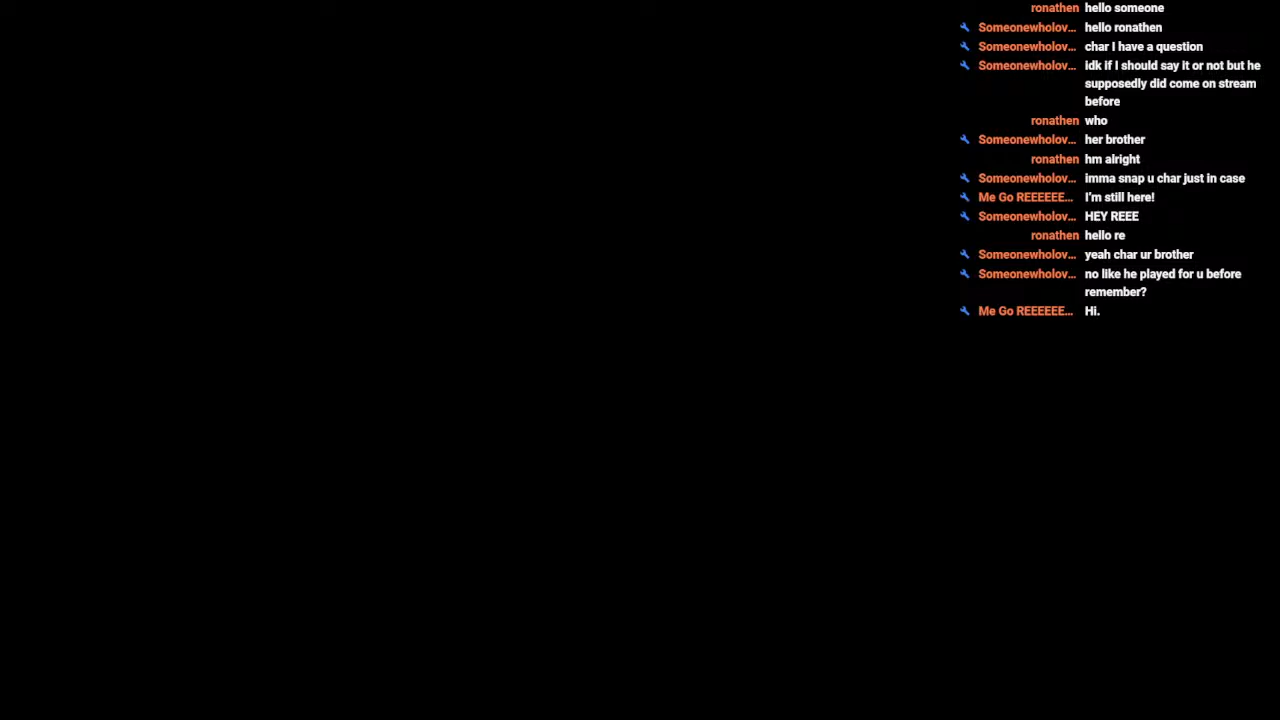 ronathen hello someone
Someonewholov... hello ronathen
Someonewholov... char I have a question
Someonewholov... idk if I should say it or not but he
supposedly did come on stream
before
ronathen who
Someonewholov... her brother
ronathen hm alright
Someonewholov... imma snap u char just in case
Me Go REEEEEE... I'm still here!
Someonewholov... HEY REEE
ronathen hello re
Someonewholov... yeah char ur brother
Someonewholov... no like he played for u before
remember?
Me Go REEEEEE... Hi.